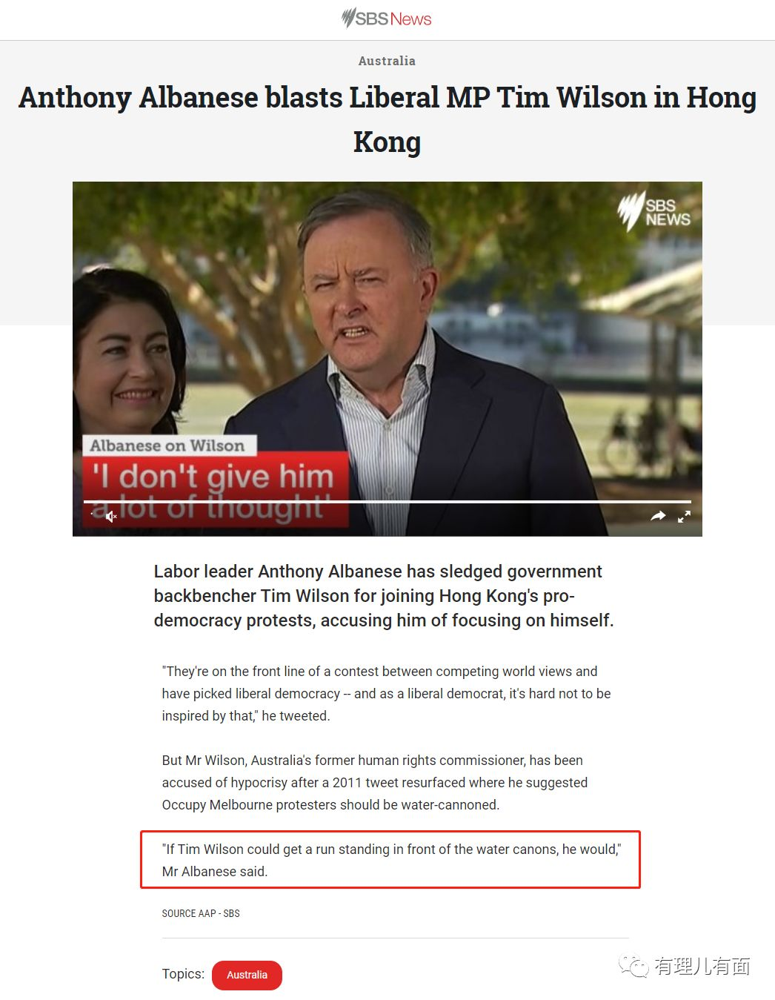 SBS News
Australia
Anthony Albanese blasts Liberal MP Tim Wilson in Hong
Kong
SBS
NEWS
Albanese on Wilson
'I don't give him
a lot of thought'
Labor leader Anthony Albanese has sledged government
backbencher Tim Wilson for joining Hong Kong's pro-
democracy protests, accusing him of focusing on himself.
"They're on the front line of a contest between competing world views and
have picked liberal democracy -- and as a liberal democrat, it's hard not to be
inspired by that," he tweeted.
But Mr Wilson, Australia's former human rights commissioner, has been
accused of hypocrisy after a 2011 tweet resurfaced where he suggested
Occupy Melbourne protesters should be water-cannoned.
"If Tim Wilson could get a run standing in front of the water canons, he would,"
Mr Albanese said.
SOURCE AAP - SBS
Topics: Australia
有理儿有面